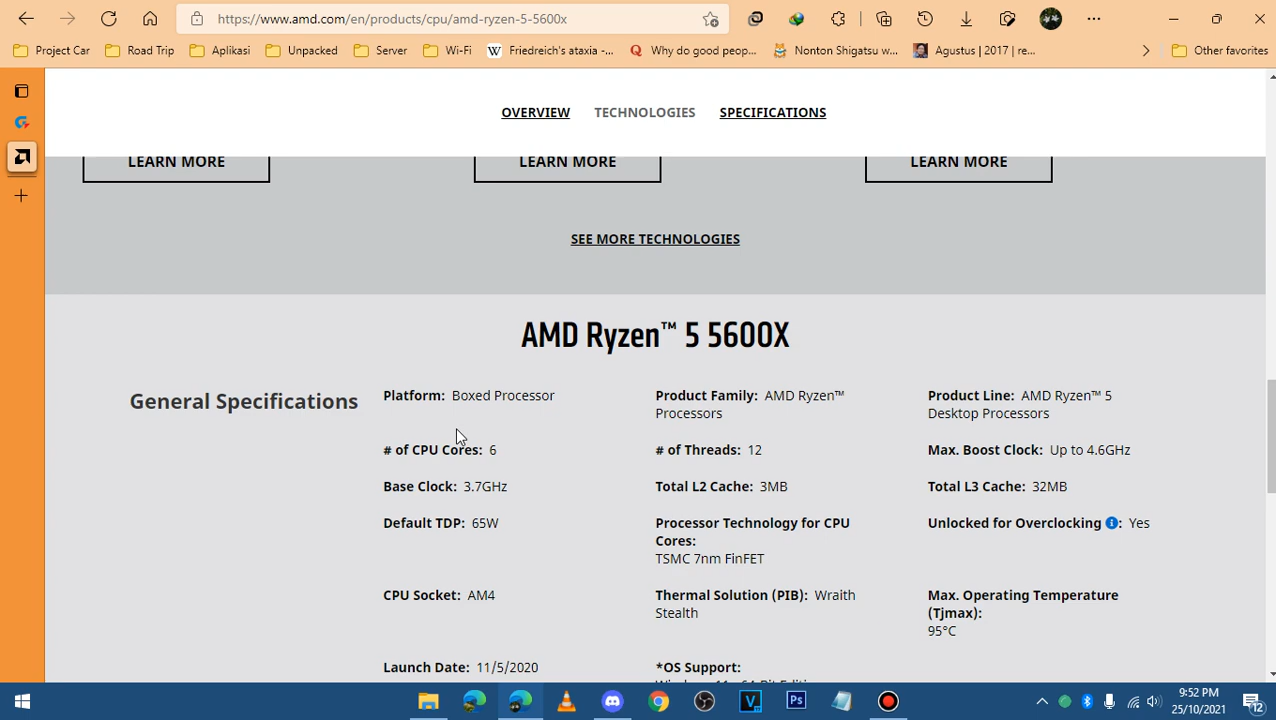 https://www.amd.com/en/products/cpu/amd-ryzen-5-5600x
Project Car
Road Trip
Aplikasi
Unpacked
Server
Wi-Fi
W Friedreich's ataxia -...
Q Why do good peop...
Nonton Shigatsu w...
Agustus | 2017 | re...
Other favorites
OVERVIEW
TECHNOLOGIES
SPECIFICATIONS
LEARN MORE
LEARN MORE
LEARN MORE
SEE MORE TECHNOLOGIES
AMD Ryzen™ 5 5600X
General Specifications
Platform: Boxed Processor
Product Family: AMD Ryzen™
Processors
Product Line: AMD Ryzen™ 5
Desktop Processors
# of CPU Cores: 6
# of Threads: 12
Max. Boost Clock: Up to 4.6GHz
Base Clock: 3.7GHz
Total L2 Cache: 3MB
Total L3 Cache: 32MB
Default TDP: 65W
Processor Technology for CPU
Cores:
TSMC 7nm FinFET
Unlocked for Overclocking : Yes
CPU Socket: AM4
Thermal Solution (PIB): Wraith
Stealth
Max. Operating Temperature
(Tjmax):
95°C
Launch Date: 11/5/2020
*OS Support:
9:52 PM
25/10/2021
12